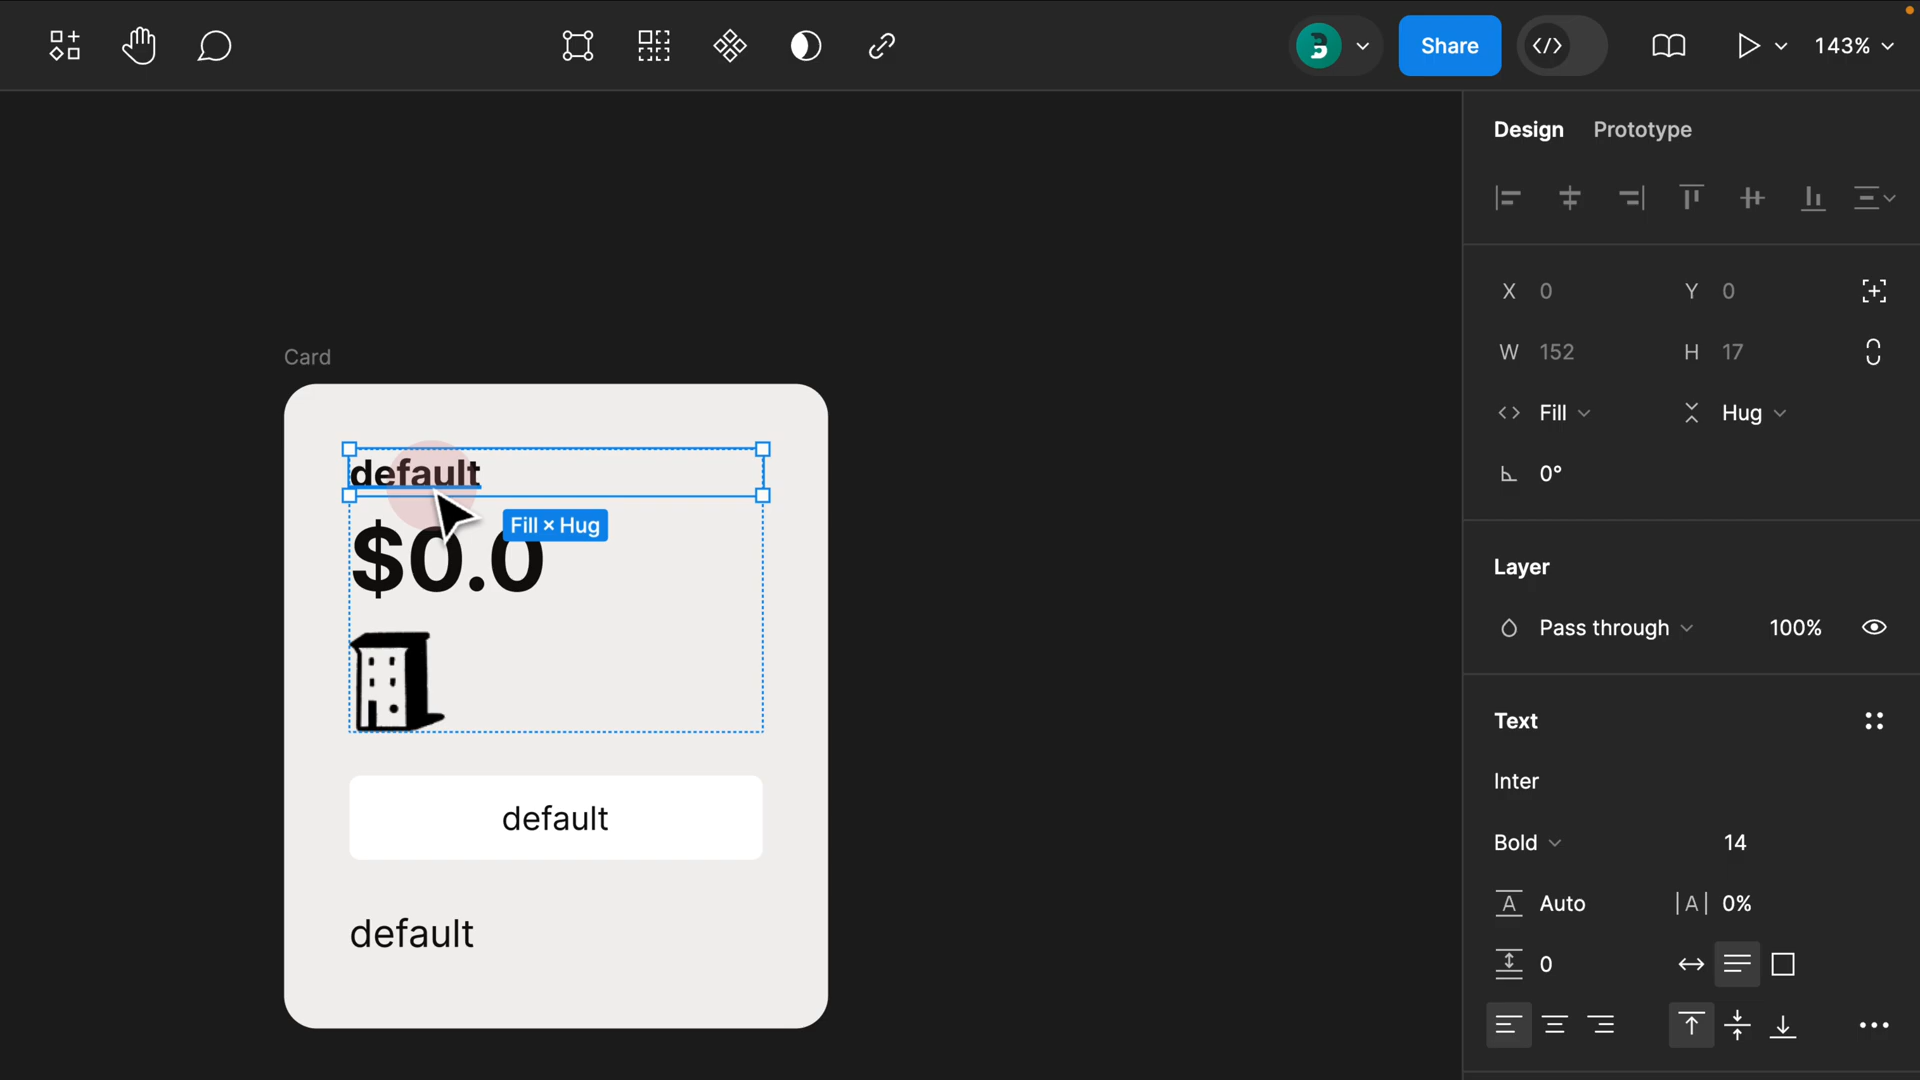 Share
143%
Design Prototype
X 0 Y 0
W 152 H 17
Fill Hug
0°
Layer
Pass through 100%
Text
Inter
Bold 14
A Auto |A| 0%
0
Card
default
Fill × Hug
$0.0
default
default